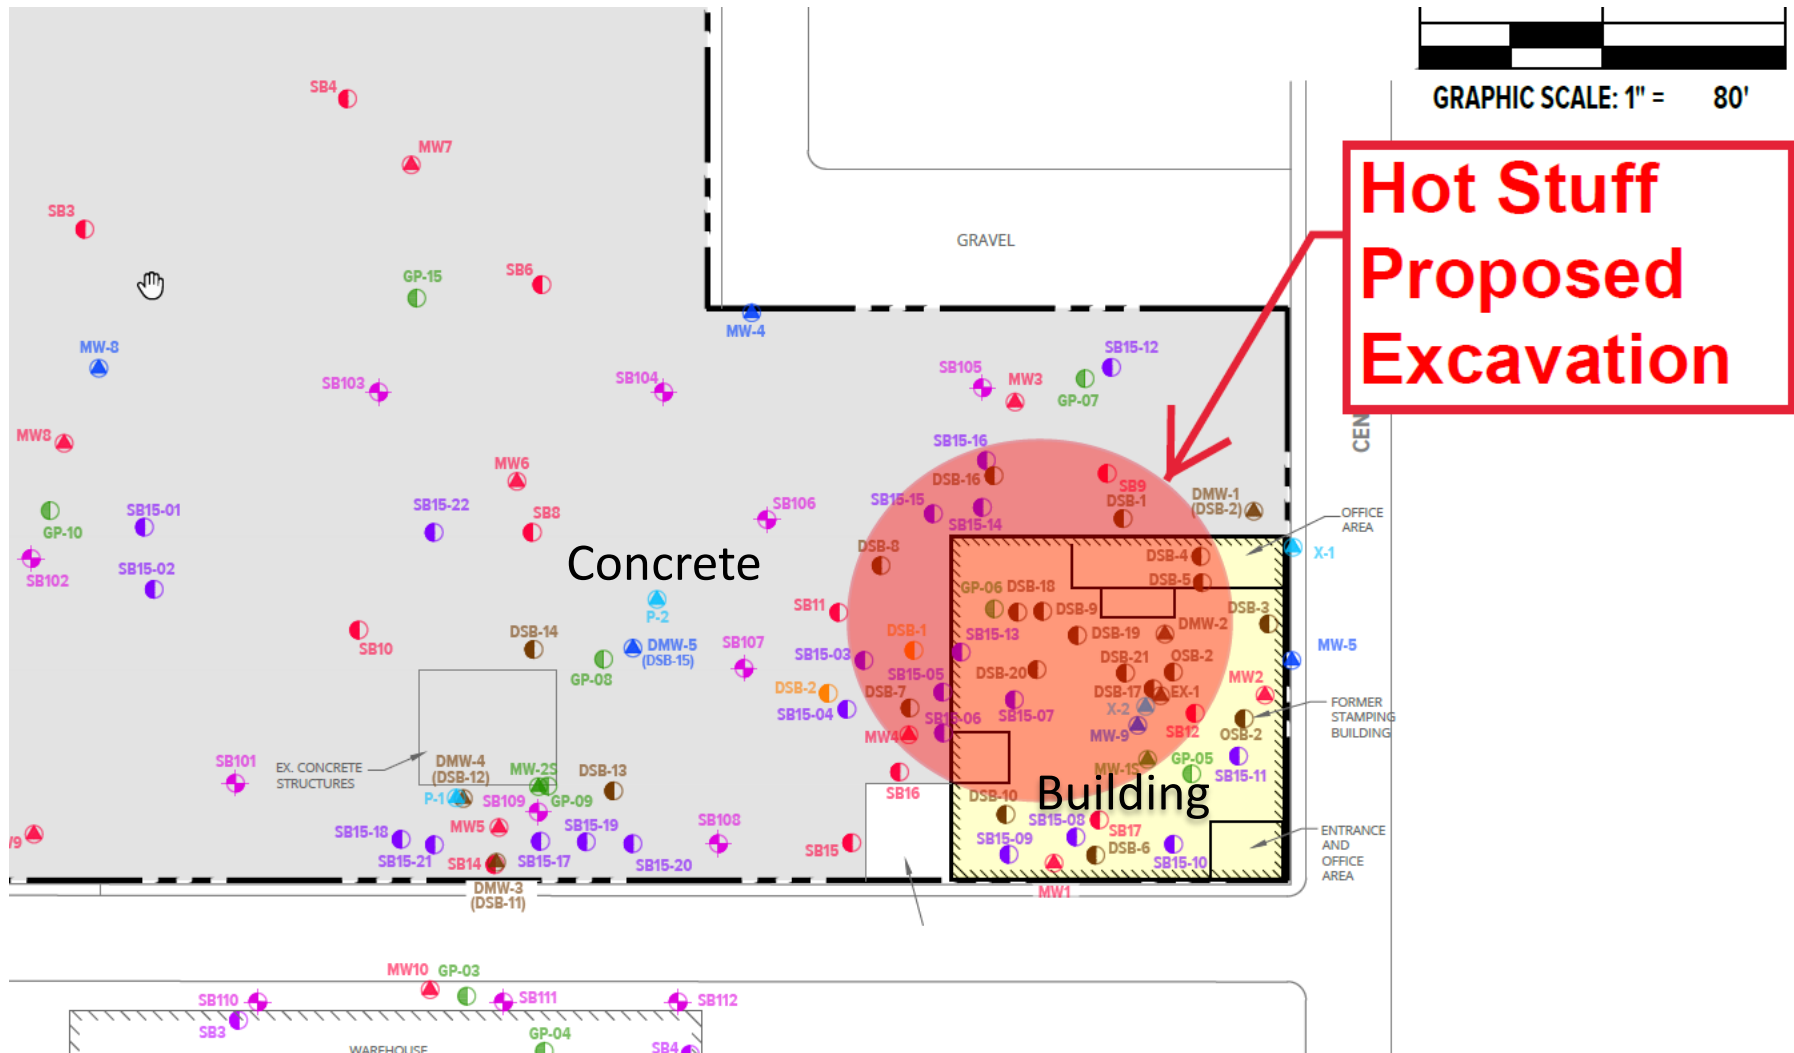 GRAPHIC SCALE: 1" = 80'
Hot Stuff
Proposed
Excavation
SB4
MW7
SB3
GRAVEL
GP-15
SB6
MW-4
MW-8
SB103
SB104
SB105
MW3
SB15-12
GP-07
CEN
MW8
MW6
SB15-16
DSB-16
SB9
DSB-1
DMW-1
(DSB-2)
GP-10
SB15-01
SB15-22
SB8
SB106
SB15-15
SB15-14
OFFICE
AREA
SB102
SB15-02
Concrete
DSB-8
DSB-4
X-1
DSB-5
P-2
SB11
GP-06
DSB-18
DSB-9
DSB-3
SB10
DSB-14
DMW-5
(DSB-15)
SB107
DSB-1
SB15-13
DSB-19
DMW-2
MW-5
GP-08
SB15-03
SB15-05
DSB-20
DSB-21
OSB-2
DSB-2
DSB-7
DSB-17
EX-1
MW2
SB15-04
SB15-06
SB15-07
X-2
FORMER
STAMPING
BUILDING
MW4
MW-9
SB12
OSB-2
SB101
EX. CONCRETE
STRUCTURES
DMW-4
(DSB-12)
MW-2S
DSB-13
MW-1S
GP-05
SB15-11
P-1
SB109
GP-09
SB16
DSB-10
Building
V9
SB15-18
MW5
SB15-19
SB108
SB15
SB15-09
SB15-08
SB17
DSB-6
ENTRANCE
AND
OFFICE
AREA
SB15-21
SB14
SB15-17
SB15-20
SB15-10
DMW-3
(DSB-11)
MW1
MW10
GP-03
SB110
SB111
SB112
SB3
GP-04
SB4
WAREHOUSE